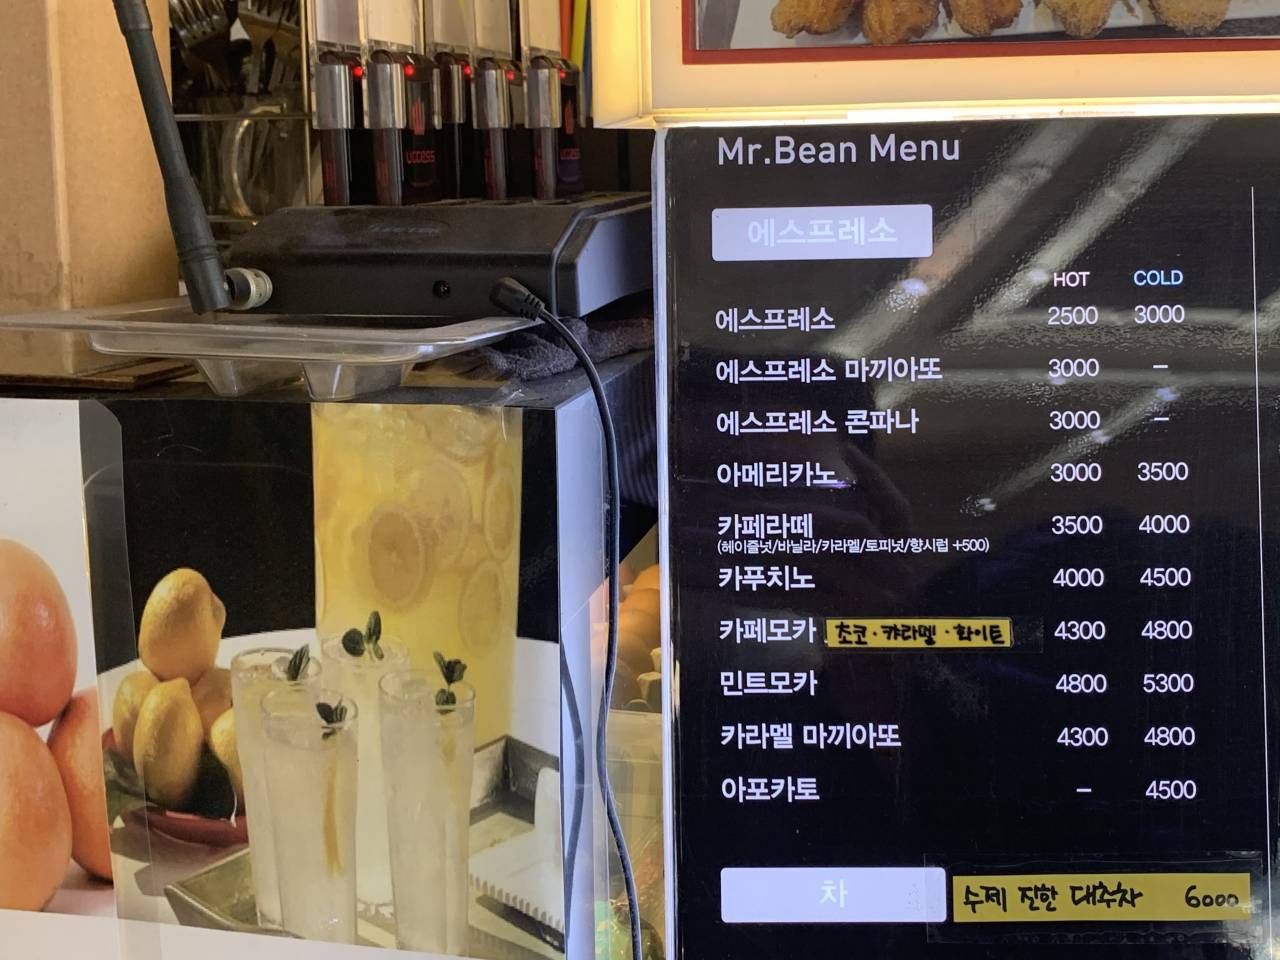 Mr.Bean Menu
에스프레소
HOT COLD
에스프레소 2500 3000
에스프레소 마끼아또 3000 –
에스프레소 콘파나 3000 –
아메리카노 3000 3500
카페라떼 3500 4000
(헤이즐넛/바닐라/카라멜/토피넛/향시럽 +500)
카푸치노 4000 4500
카페모카 초코·카라멜·화이트 4300 4800
민트모카 4800 5300
카라멜 마끼아또 4300 4800
아포카토 – 4500
차 수제 진한 대추차 6000